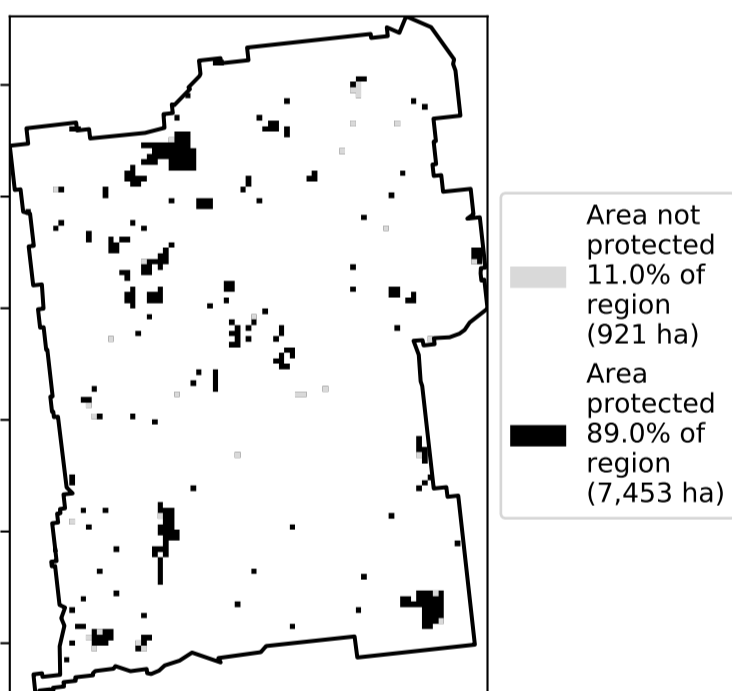 Area not
protected
11.0% of
region
(921 ha)
Area
protected
89.0% of
region
(7,453 ha)